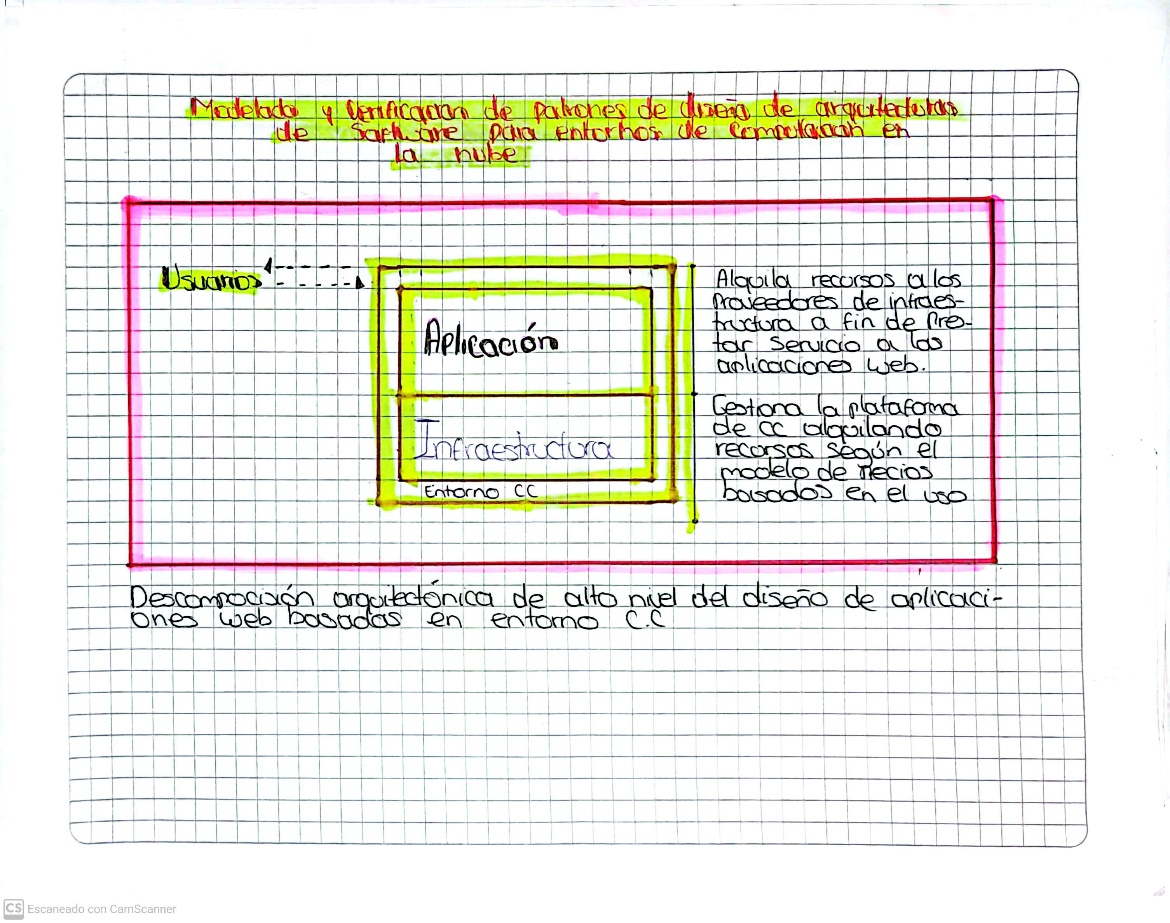 Modelado y Verificación de patrones de diseño de arquitecturas
de Software para entornos de Computación en
la nube
Usuarios
Aplicación
Infraestructura
Entorno CC
Alquila recursos a los
Proveedores de infraes-
tructura a fin de Pres-
tar Servicio a las
aplicaciones web.
Gestiona la plataforma
de CC alquilando
recursos según el
modelo de Precios
basados en el uso
Descomposición arquitectónica de alto nivel del diseño de aplicaci-
ones web basadas en entorno C.C
CS Escaneado con CamScanner